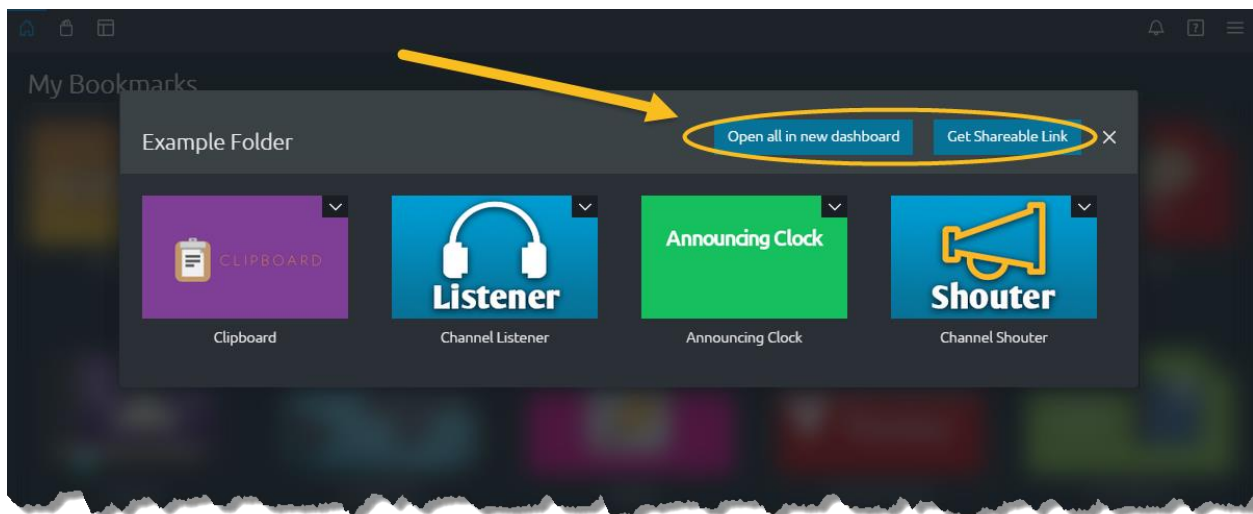 My Bookmarks
Example Folder
Open all in new dashboard
Get Shareable Link
CLIPBOARD
Listener
Announcing Clock
Shouter
Clipboard
Channel Listener
Announcing Clock
Channel Shouter